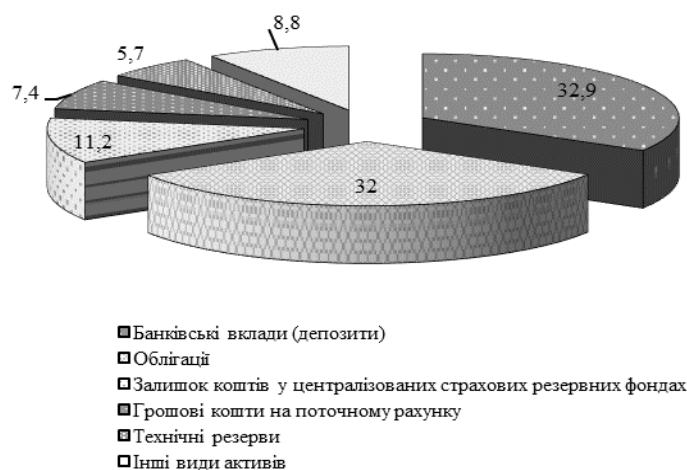 8,8
5,7
7,4
32,9
11,2
32
Банківські вклади (депозити)
Облігації
Залишок коштів у централізованих страхових резервних фондах
Грошові кошти на поточному рахунку
Технічні резерви
Інші види активів